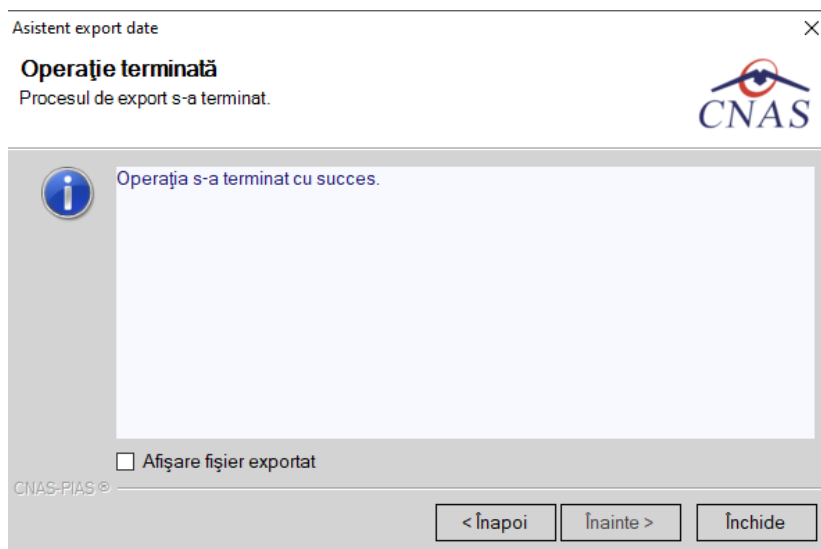 Asistent export date
Operaţie terminată
Procesul de export s-a terminat.
CNAS
Operaţia s-a terminat cu succes.
Afişare fişier exportat
CNAS-PIAS ®
< Înapoi
Înainte >
Închide